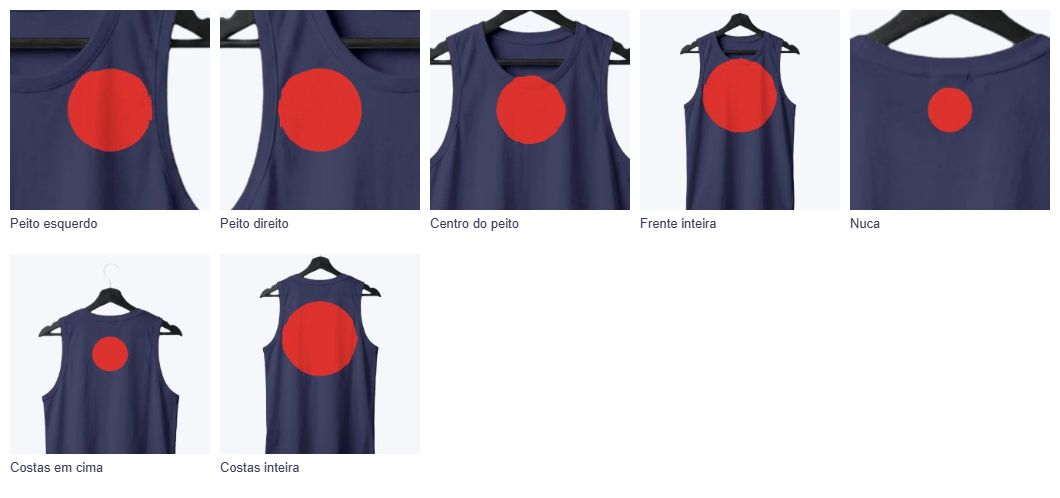 Peito esquerdo
Peito direito
Centro do peito
Frente inteira
Nuca
Costas em cima
Costas inteira